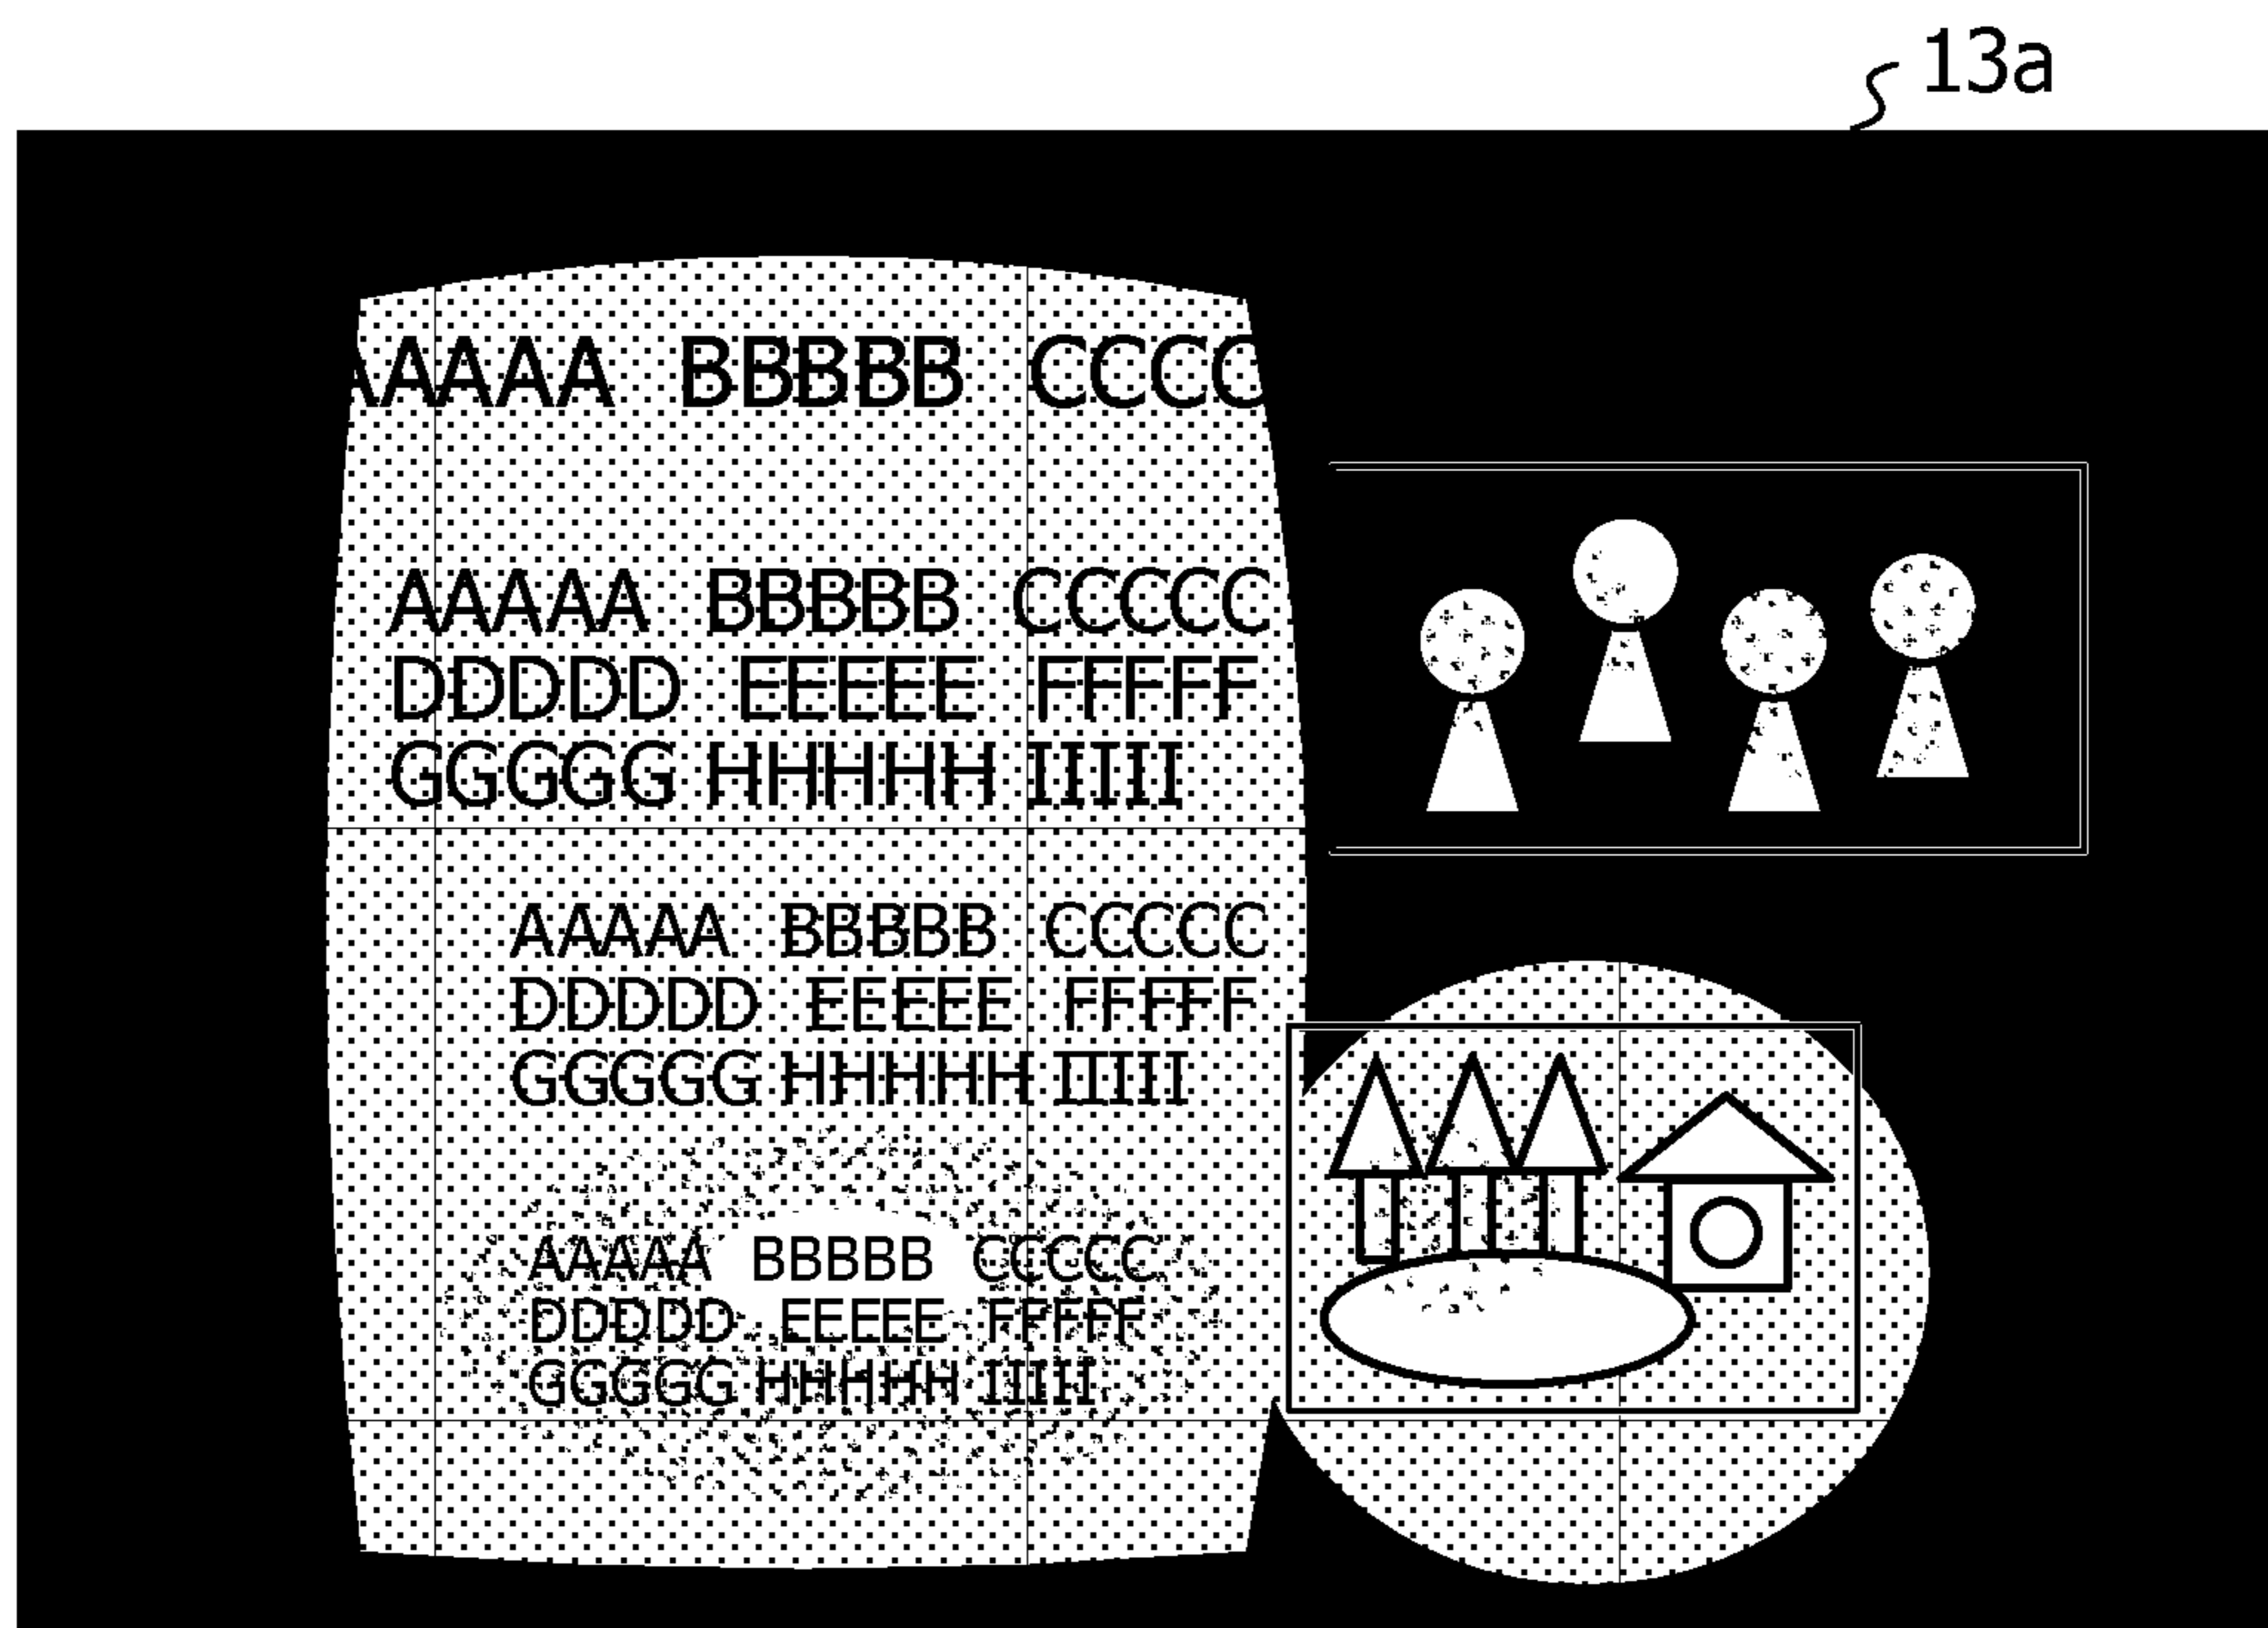 13a
AAAAA BBBBB CCCC
AAAAA BBBBB CCCCC
DDDDD EEEEE FFFFF
GGGGG HHHHH IIIII
AAAAA BBBBB CCCCC
DDDDD EEEEE FFFFF
GGGGG HHHHH IIIII
AAAAA BBBBB CCCCC
DDDDD EEEEE FFFFF
GGGGG HHHHH IIIII